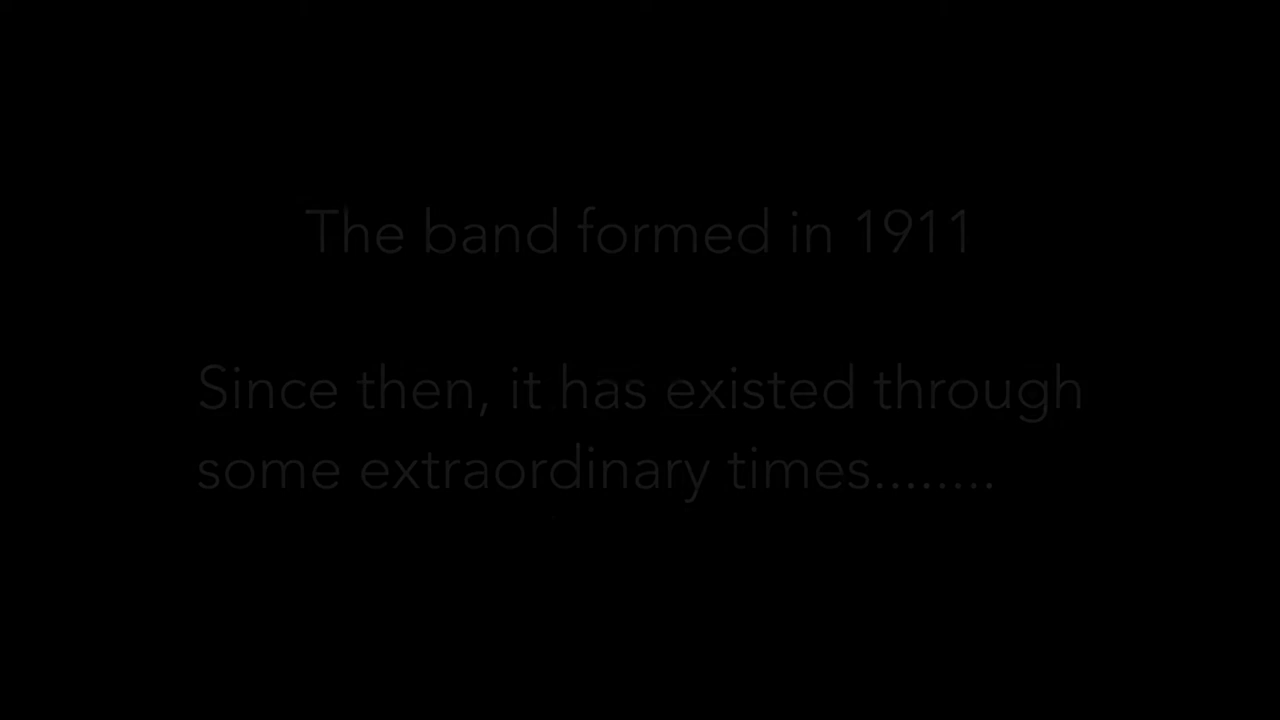 The band formed in 1911
Since then, it has existed through
some extraordinary times........